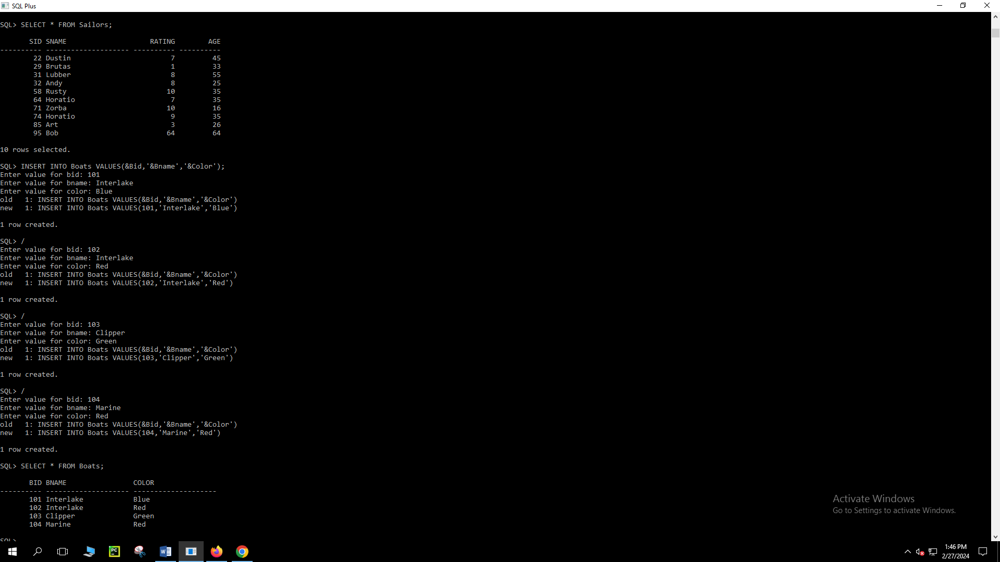 SQL Plus
SQL> SELECT * FROM Sailors;
       SID SNAME                    RATING        AGE
---------- -------------------- ---------- ----------
        22 Dustin                        7         45
        29 Brutas                        1         33
        31 Lubber                        8         55
        32 Andy                          8         25
        58 Rusty                        10         35
        64 Horatio                       7         35
        71 Zorba                        10         16
        74 Horatio                       9         35
        85 Art                           3         26
        95 Bob                          64         64
10 rows selected.
SQL> INSERT INTO Boats VALUES(&Bid,'&Bname','&Color');
Enter value for bid: 101
Enter value for bname: Interlake
Enter value for color: Blue
old   1: INSERT INTO Boats VALUES(&Bid,'&Bname','&Color')
new   1: INSERT INTO Boats VALUES(101,'Interlake','Blue')
1 row created.
SQL> /
Enter value for bid: 102
Enter value for bname: Interlake
Enter value for color: Red
old   1: INSERT INTO Boats VALUES(&Bid,'&Bname','&Color')
new   1: INSERT INTO Boats VALUES(102,'Interlake','Red')
1 row created.
SQL> /
Enter value for bid: 103
Enter value for bname: Clipper
Enter value for color: Green
old   1: INSERT INTO Boats VALUES(&Bid,'&Bname','&Color')
new   1: INSERT INTO Boats VALUES(103,'Clipper','Green')
1 row created.
SQL> /
Enter value for bid: 104
Enter value for bname: Marine
Enter value for color: Red
old   1: INSERT INTO Boats VALUES(&Bid,'&Bname','&Color')
new   1: INSERT INTO Boats VALUES(104,'Marine','Red')
1 row created.
SQL> SELECT * FROM Boats;
       BID BNAME                COLOR
---------- -------------------- --------------------
       101 Interlake            Blue
       102 Interlake            Red
       103 Clipper              Green
       104 Marine               Red
SQL>
Activate Windows
Go to Settings to activate Windows.
PC
W
1:46 PM
2/27/2024